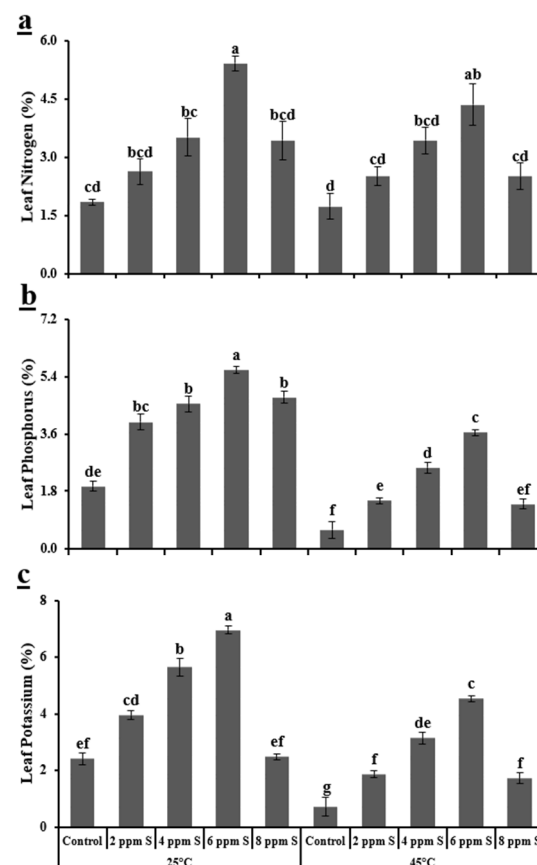 a
Leaf Nitrogen (%)
6.0
4.5
3.0
1.5
0.0
cd
bcd
bc
a
bcd
d
cd
bcd
ab
cd
b
Leaf Phosphorus (%)
7.2
5.4
3.6
1.8
0.0
de
bc
b
a
b
f
e
d
c
ef
c
Leaf Potassium (%)
8
6
4
2
0
ef
cd
b
a
ef
g
f
de
c
f
Control 2 ppm S 4 ppm S 6 ppm S 8 ppm S Control 2 ppm S 4 ppm S 6 ppm S 8 ppm S
25°C 45°C